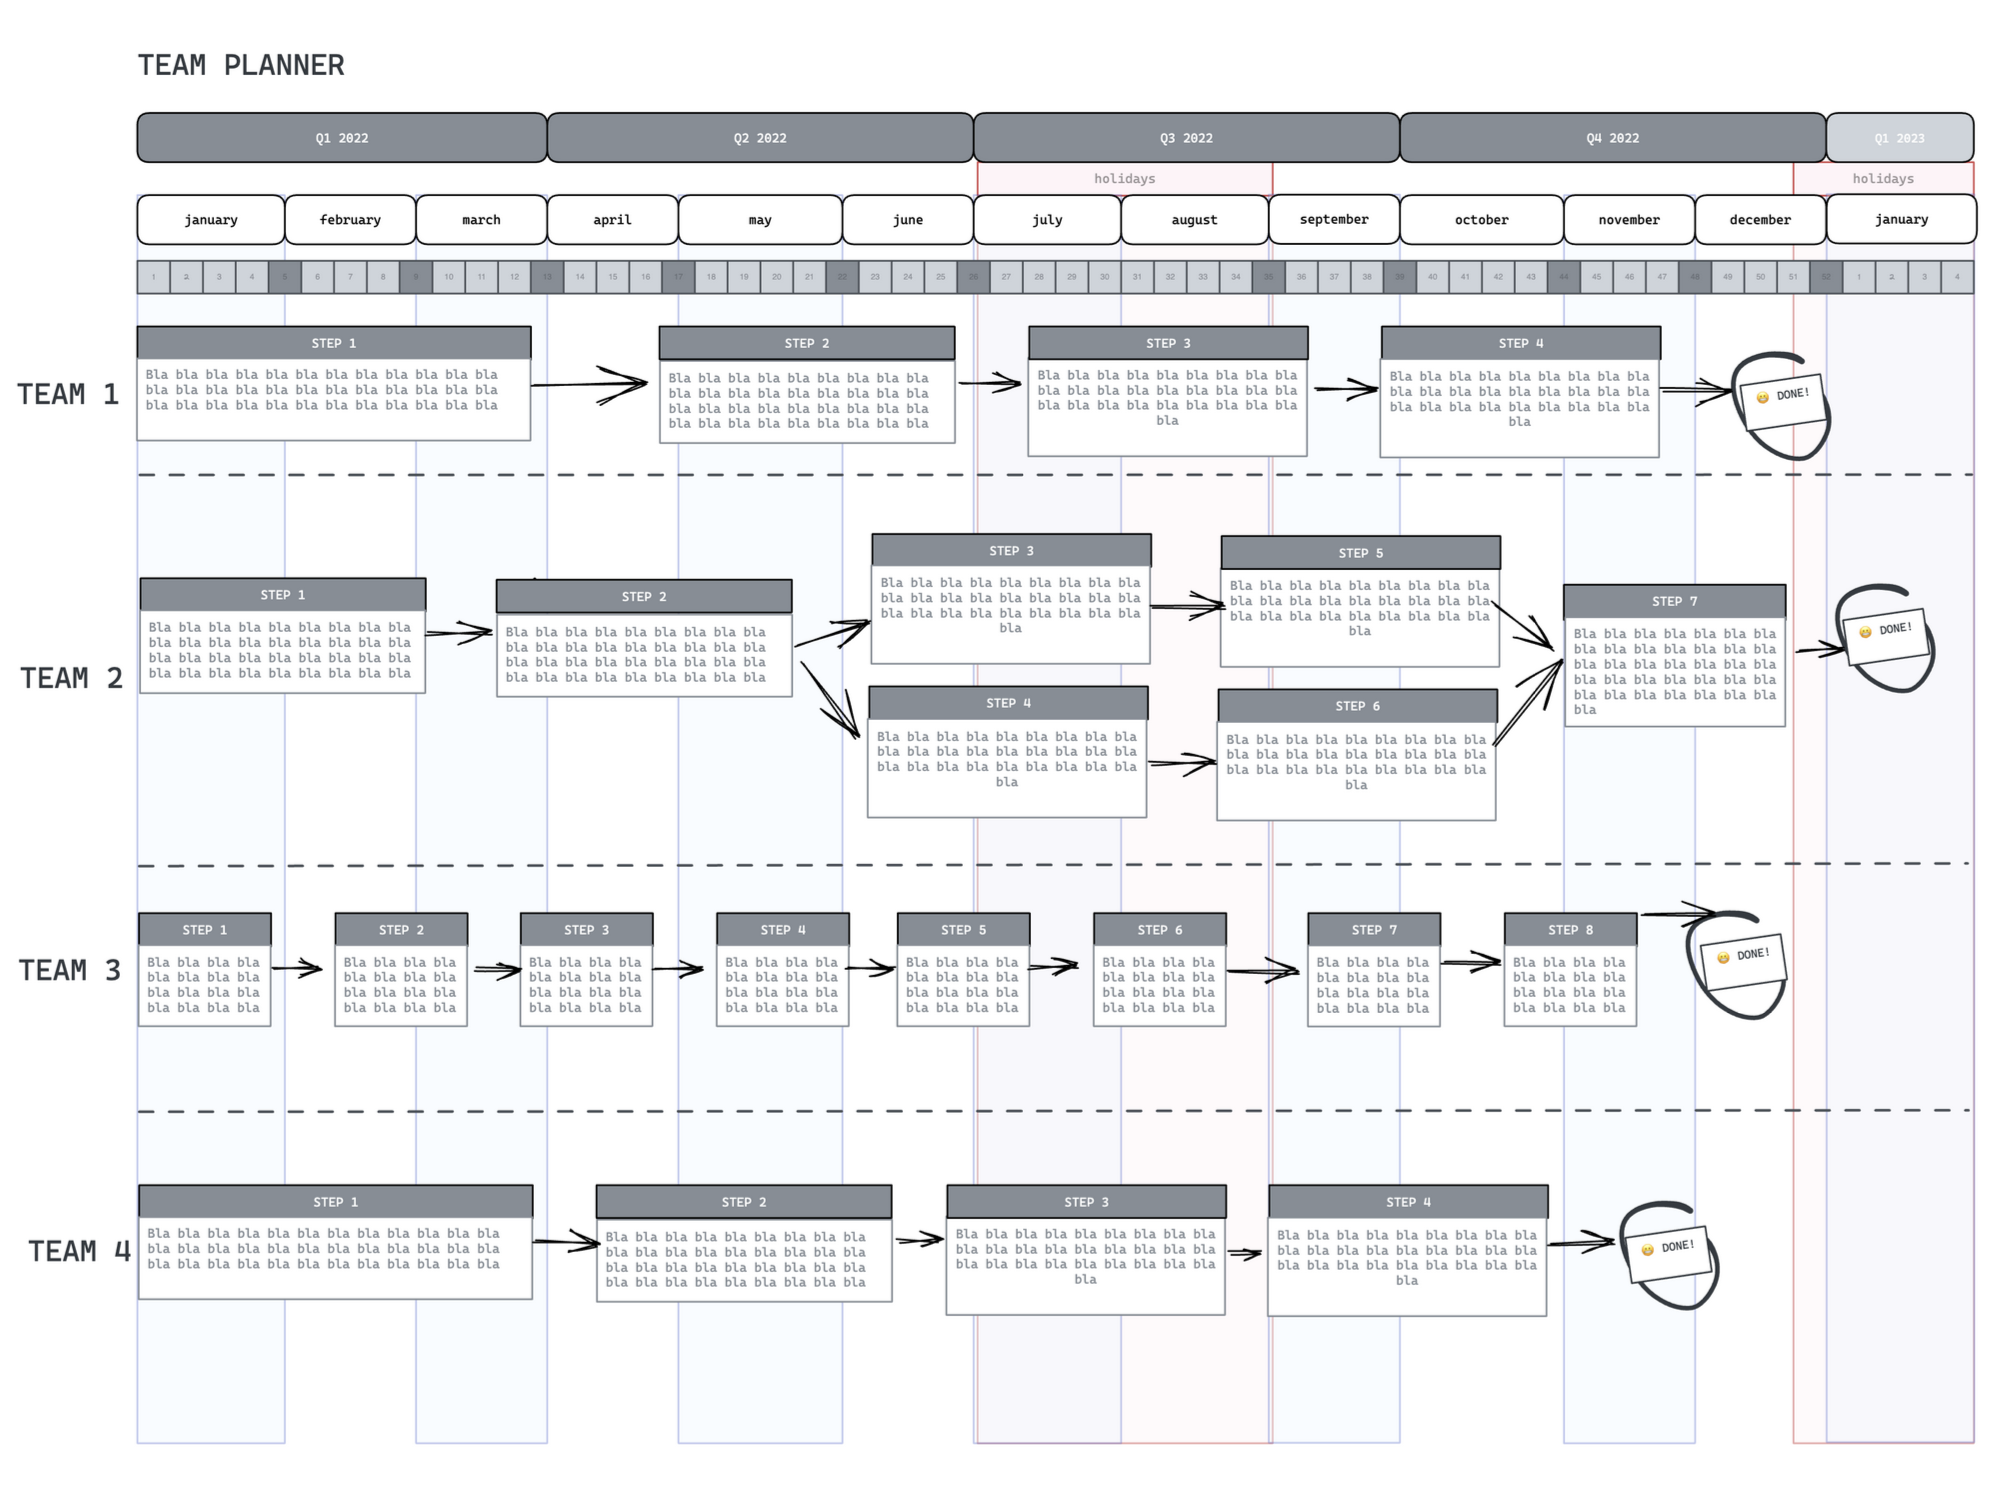 TEAM PLANNER
Q1 2022 Q2 2022 Q3 2022 Q4 2022 Q1 2023
holidays holidays
january february march april may june july august september october november december january
1 2 3 4 5 6 7 8 9 10 11 12 13 14 15 16 17 18 19 20 21 22 23 24 25 26 27 28 29 30 31 32 33 34 35 36 37 38 39 40 41 42 43 44 45 46 47 48 49 50 51 52 1 2 3 4
TEAM 1
STEP 1
Bla bla bla bla bla bla bla bla bla bla bla bla
bla bla bla bla bla bla bla bla bla bla bla bla
bla bla bla bla bla bla bla bla bla bla bla bla
STEP 2
Bla bla bla bla bla bla bla bla bla
bla bla bla bla bla bla bla bla bla
bla bla bla bla bla bla bla bla bla
bla bla bla bla bla bla bla bla bla
STEP 3
Bla bla bla bla bla bla bla bla bla
bla bla bla bla bla bla bla bla bla
bla bla bla bla bla bla bla bla bla
bla
STEP 4
Bla bla bla bla bla bla bla bla bla
bla bla bla bla bla bla bla bla bla
bla bla bla bla bla bla bla bla bla
bla
😁 DONE!
TEAM 2
STEP 1
Bla bla bla bla bla bla bla bla bla
bla bla bla bla bla bla bla bla bla
bla bla bla bla bla bla bla bla bla
bla bla bla bla bla bla bla bla bla
STEP 2
Bla bla bla bla bla bla bla bla bla
bla bla bla bla bla bla bla bla bla
bla bla bla bla bla bla bla bla bla
bla bla bla bla bla bla bla bla bla
STEP 3
Bla bla bla bla bla bla bla bla bla
bla bla bla bla bla bla bla bla bla
bla bla bla bla bla bla bla bla bla
bla
STEP 4
Bla bla bla bla bla bla bla bla bla
bla bla bla bla bla bla bla bla bla
bla bla bla bla bla bla bla bla bla
bla
STEP 5
Bla bla bla bla bla bla bla bla bla
bla bla bla bla bla bla bla bla bla
bla bla bla bla bla bla bla bla bla
bla
STEP 6
Bla bla bla bla bla bla bla bla bla
bla bla bla bla bla bla bla bla bla
bla bla bla bla bla bla bla bla bla
bla
STEP 7
Bla bla bla bla bla bla bla
bla bla bla bla bla bla bla
bla bla bla bla bla bla bla
bla bla bla bla bla bla bla
bla bla bla bla bla bla bla
bla
😁 DONE!
TEAM 3
STEP 1
Bla bla bla bla
bla bla bla bla
bla bla bla bla
bla bla bla bla
STEP 2
Bla bla bla bla
bla bla bla bla
bla bla bla bla
bla bla bla bla
STEP 3
Bla bla bla bla
bla bla bla bla
bla bla bla bla
bla bla bla bla
STEP 4
Bla bla bla bla
bla bla bla bla
bla bla bla bla
bla bla bla bla
STEP 5
Bla bla bla bla
bla bla bla bla
bla bla bla bla
bla bla bla bla
STEP 6
Bla bla bla bla
bla bla bla bla
bla bla bla bla
bla bla bla bla
STEP 7
Bla bla bla bla
bla bla bla bla
bla bla bla bla
bla bla bla bla
STEP 8
Bla bla bla bla
bla bla bla bla
bla bla bla bla
bla bla bla bla
😁 DONE!
TEAM 4
STEP 1
Bla bla bla bla bla bla bla bla bla bla bla bla
bla bla bla bla bla bla bla bla bla bla bla bla
bla bla bla bla bla bla bla bla bla bla bla bla
STEP 2
Bla bla bla bla bla bla bla bla bla
bla bla bla bla bla bla bla bla bla
bla bla bla bla bla bla bla bla bla
bla bla bla bla bla bla bla bla bla
STEP 3
Bla bla bla bla bla bla bla bla bla
bla bla bla bla bla bla bla bla bla
bla bla bla bla bla bla bla bla bla
bla
STEP 4
Bla bla bla bla bla bla bla bla bla
bla bla bla bla bla bla bla bla bla
bla bla bla bla bla bla bla bla bla
bla
😁 DONE!